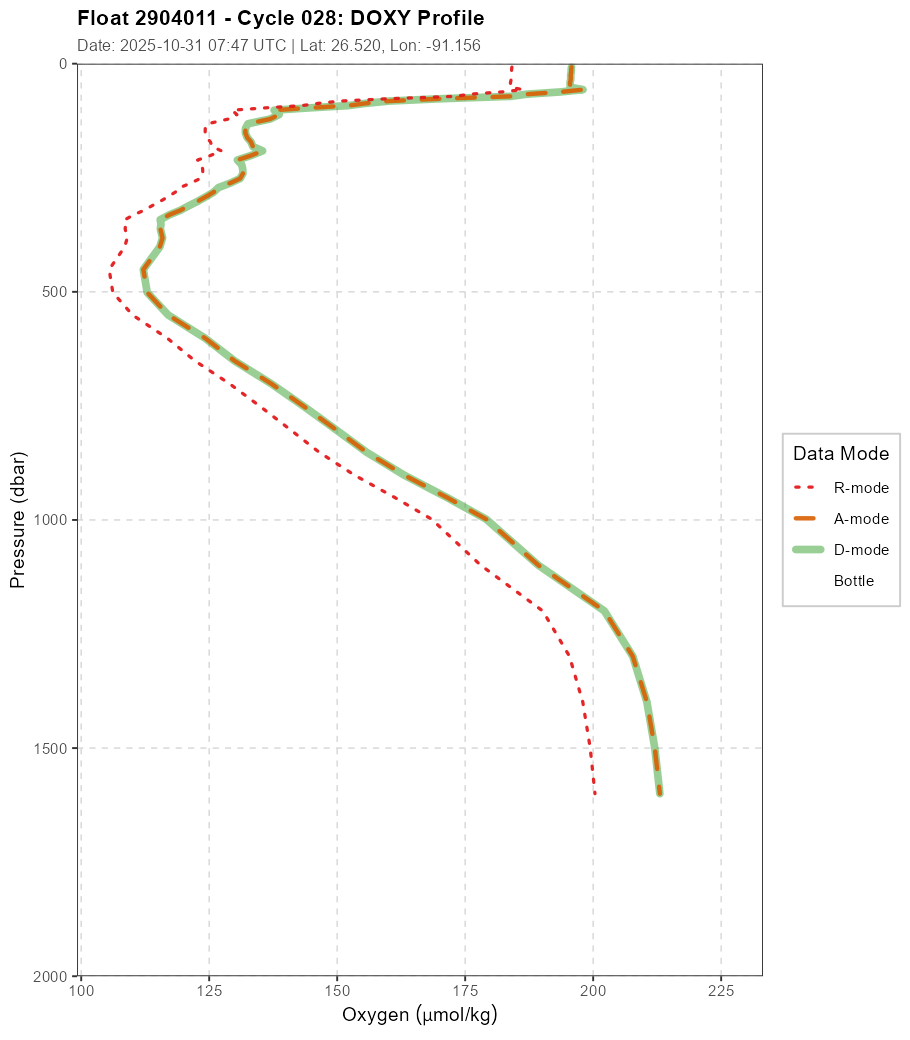 Float 2904011 - Cycle 028: DOXY Profile
Date: 2025-10-31 07:47 UTC | Lat: 26.520, Lon: -91.156
0
500
1000
1500
2000
Pressure (dbar)
100 125 150 175 200 225
Oxygen (μmol/kg)
Data Mode
R-mode
A-mode
D-mode
Bottle